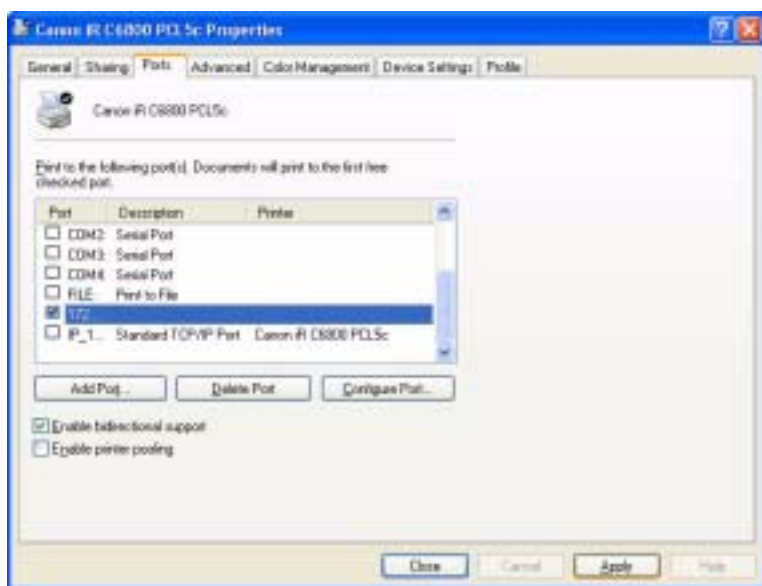 Canon iR C6800 PCL5c Properties
General Sharing Ports Advanced Color Management Device Settings Profile
Canon iR C6800 PCL5c
Print to the following port(s). Documents will print to the first free
checked port.
Port Description Printer
COM2: Serial Port
COM3: Serial Port
COM4: Serial Port
FILE: Print to File
172...
IP_1... Standard TCP/IP Port Canon iR C6800 PCL5c
Add Port... Delete Port Configure Port...
Enable bidirectional support
Enable printer pooling
Close Cancel Apply Help